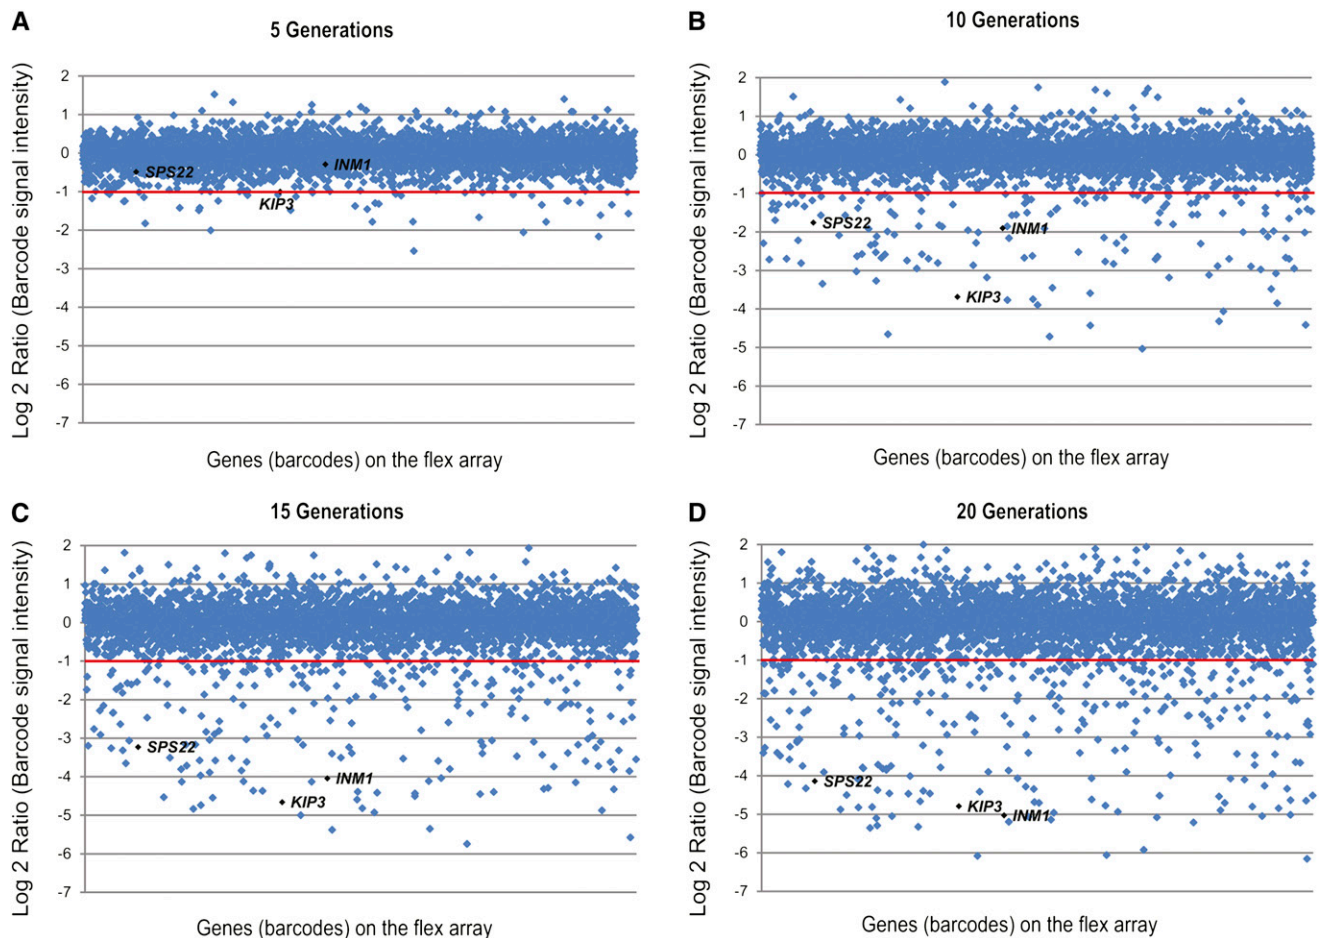 A
5 Generations
Log 2 Ratio (Barcode signal intensity)
2
1
0
-1
-2
-3
-4
-5
-6
-7
SPS22
INM1
KIP3
Genes (barcodes) on the flex array
B
10 Generations
Log 2 Ratio (Barcode signal intensity)
2
1
0
-1
-2
-3
-4
-5
-6
-7
SPS22
INM1
KIP3
Genes (barcodes) on the flex array
C
15 Generations
Log 2 Ratio (Barcode signal intensity)
2
1
0
-1
-2
-3
-4
-5
-6
-7
SPS22
INM1
KIP3
Genes (barcodes) on the flex array
D
20 Generations
Log 2 Ratio (Barcode signal intensity)
2
1
0
-1
-2
-3
-4
-5
-6
-7
SPS22
KIP3
INM1
Genes (barcodes) on the flex array